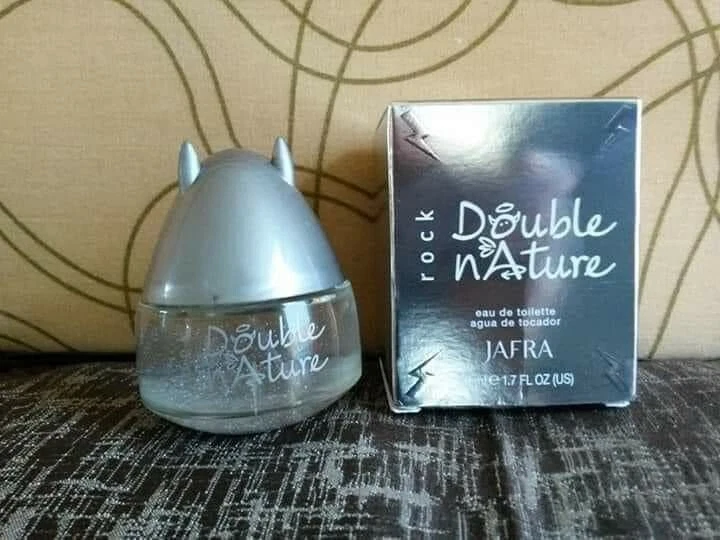 Double
nAture
rock
Double
nAture
eau de toilette
agua de tocador
JAFRA
e 1.7 FL OZ (US)